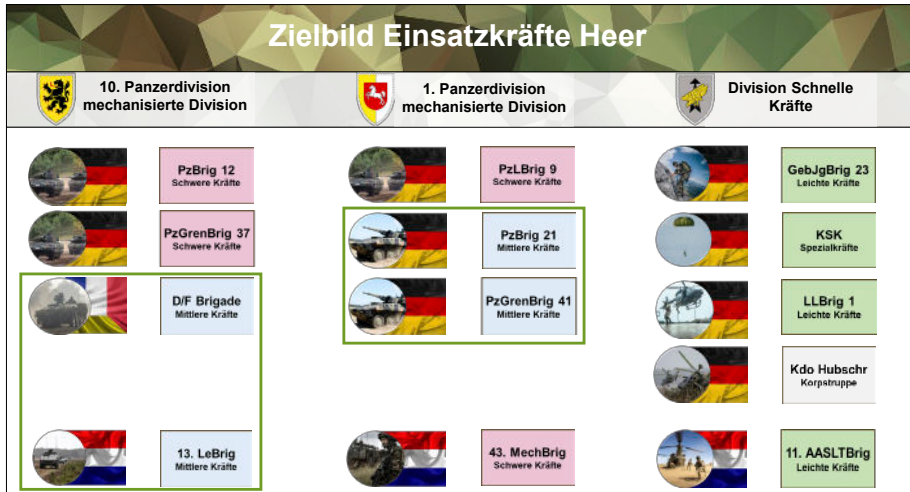 Zielbild Einsatzkräfte Heer
10. Panzerdivision
mechanisierte Division
1. Panzerdivision
mechanisierte Division
Division Schnelle
Kräfte
PzBrig 12
Schwere Kräfte
PzGrenBrig 37
Schwere Kräfte
D/F Brigade
Mittlere Kräfte
13. LeBrig
Mittlere Kräfte
PzLBrig 9
Schwere Kräfte
PzBrig 21
Mittlere Kräfte
PzGrenBrig 41
Mittlere Kräfte
43. MechBrig
Schwere Kräfte
GebJgBrig 23
Leichte Kräfte
KSK
Spezialkräfte
LLBrig 1
Leichte Kräfte
Kdo Hubschr
Korpstruppe
11. AASLTBrig
Leichte Kräfte